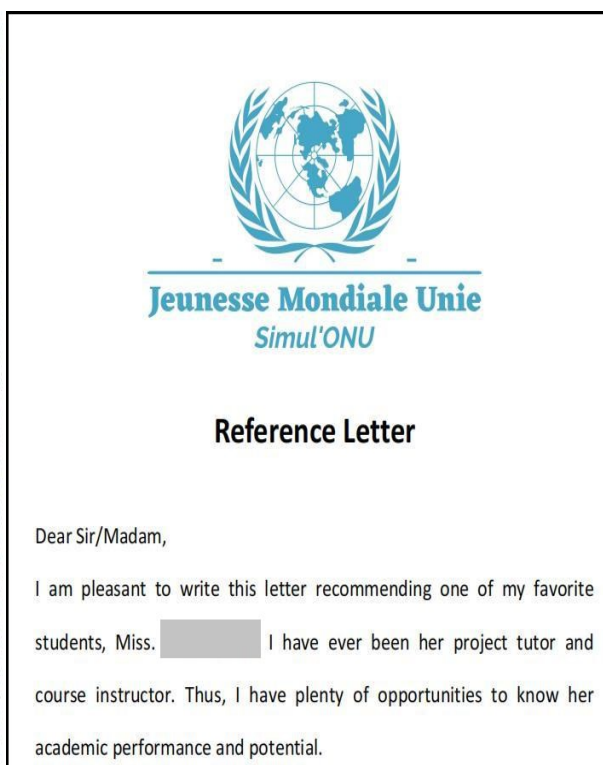 Jeunesse Mondiale Unie
Simul'ONU
Reference Letter
Dear Sir/Madam,
I am pleasant to write this letter recommending one of my favorite
students, Miss. I have ever been her project tutor and
course instructor. Thus, I have plenty of opportunities to know her
academic performance and potential.